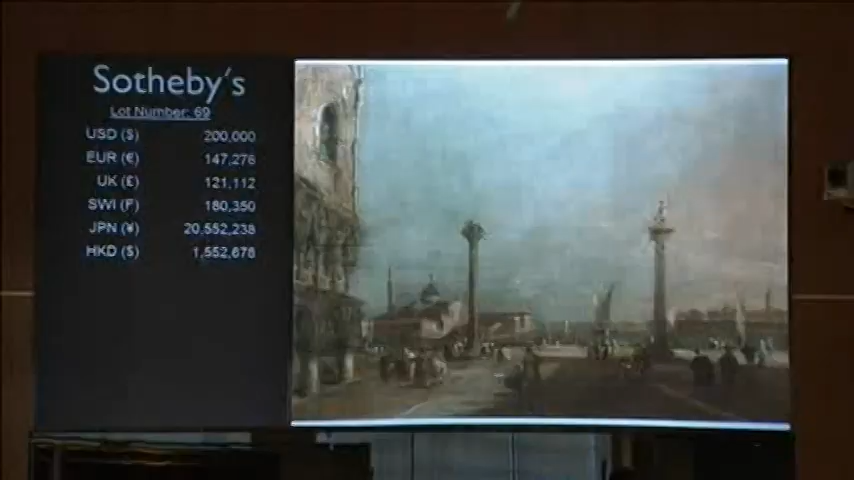 Sotheby's
Lot Number: 69
USD ($) 200,000
EUR (€) 147,276
UK (£) 121,112
SWI (F) 180,350
JPN (¥) 20,552,238
HKD ($) 1,552,678